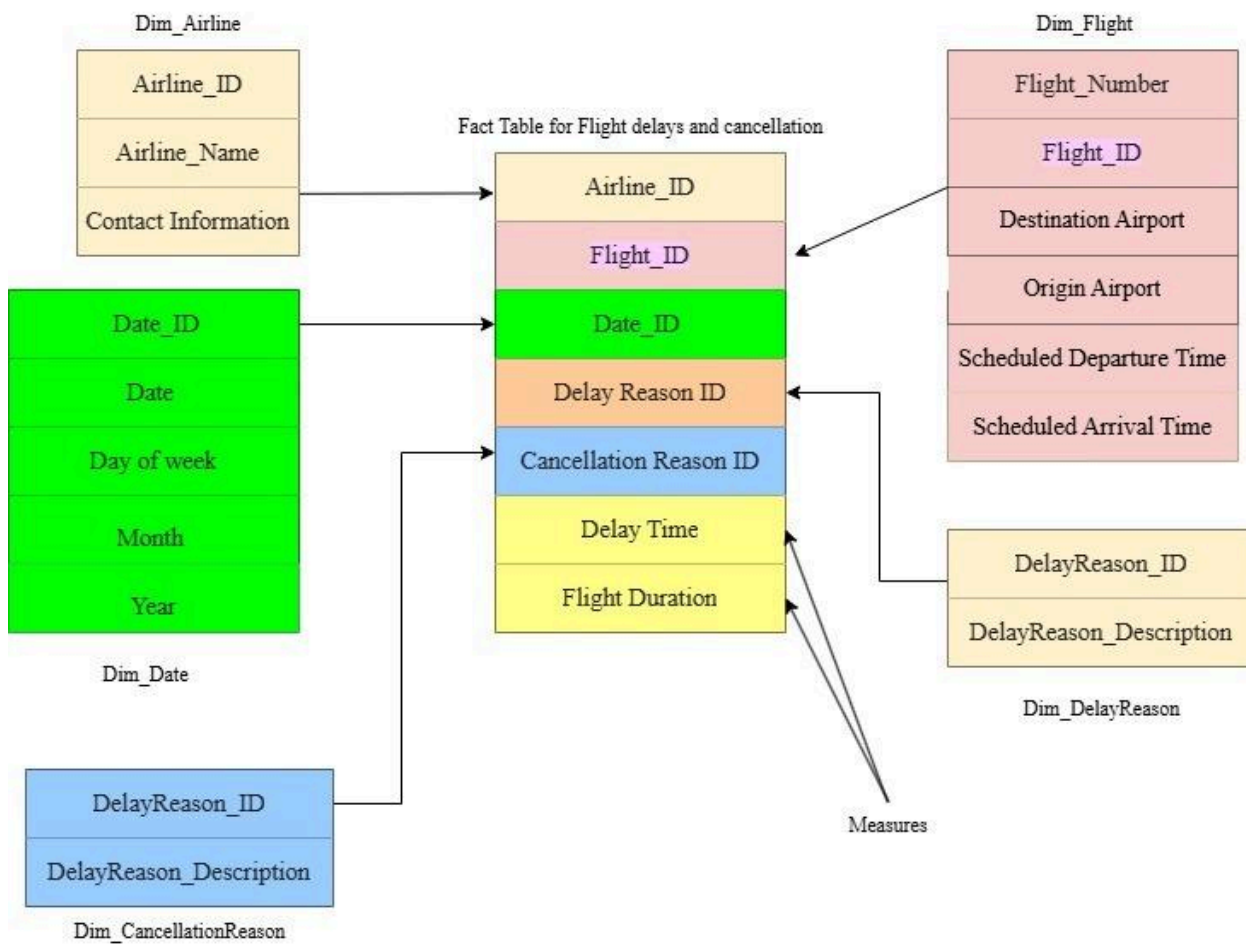 Dim_Airline
Airline_ID
Airline_Name
Contact Information
Date_ID
Date
Day of week
Month
Year
Dim_Date
DelayReason_ID
DelayReason_Description
Dim_CancellationReason
Fact Table for Flight delays and cancellation
Airline_ID
Flight_ID
Date_ID
Delay Reason ID
Cancellation Reason ID
Delay Time
Flight Duration
Measures
Dim_Flight
Flight_Number
Flight_ID
Destination Airport
Origin Airport
Scheduled Departure Time
Scheduled Arrival Time
DelayReason_ID
DelayReason_Description
Dim_DelayReason